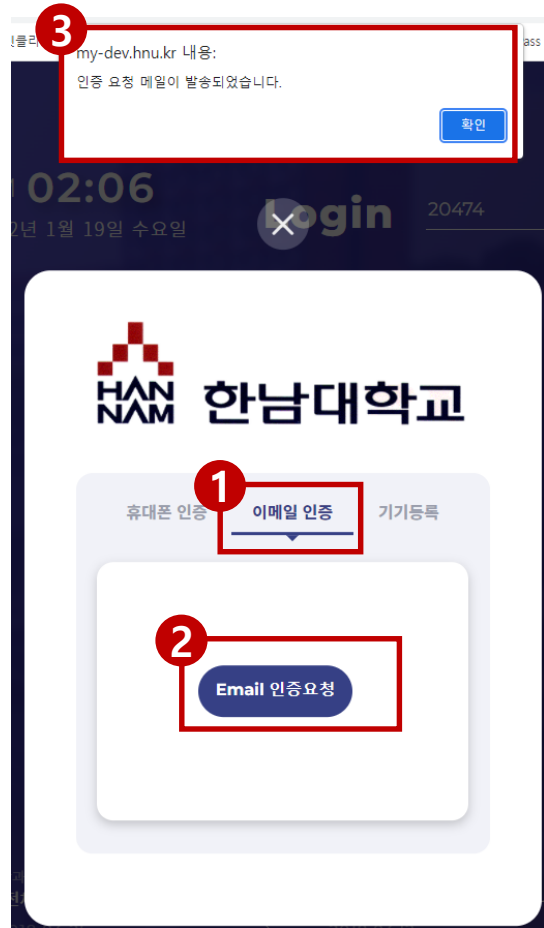 3
my-dev.hnu.kr 내용:
인증 요청 메일이 발송되었습니다.
확인
ass
02:06
2년 1월 19일 수요일
Login
20474
HAN
NAM
한남대학교
1
휴대폰 인증
이메일 인증
기기등록
2
Email 인증요청